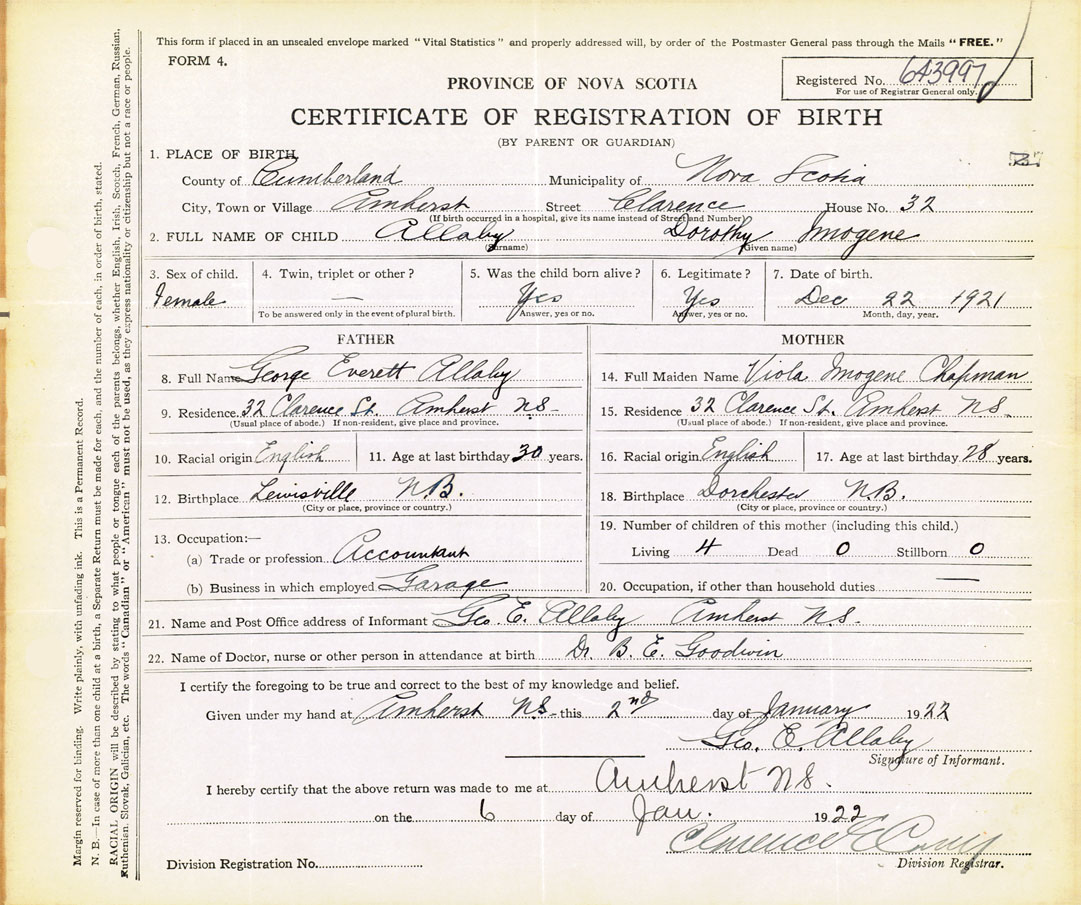 This form if placed in an unsealed envelope marked "Vital Statistics" and properly addressed will, by order of the Postmaster General pass through the Mails "FREE."
FORM 4.
Registered No. 643997
For use of Registrar General only.
PROVINCE OF NOVA SCOTIA
CERTIFICATE OF REGISTRATION OF BIRTH
(BY PARENT OR GUARDIAN)
1. PLACE OF BIRTH
County of Cumberland Municipality of Nova Scotia
City, Town or Village Amherst Street Clarence House No. 32
(If birth occurred in a hospital, give its name instead of Street and Number)
2. FULL NAME OF CHILD Allaby Dorothy Imogene
(Surname) (Given name)
3. Sex of child. 4. Twin, triplet or other? 5. Was the child born alive? 6. Legitimate? 7. Date of birth.
Female — Yes Yes Dec 22 1921
To be answered only in the event of plural birth. Answer, yes or no. Answer, yes or no. Month, day, year.
FATHER MOTHER
8. Full Name George Everett Allaby 14. Full Maiden Name Viola Imogene Chapman
9. Residence. 32 Clarence St. Amherst NS- 15. Residence 32 Clarence St. Amherst NS-
(Usual place of abode.) If non-resident, give place and province. (Usual place of abode.) If non-resident, give place and province.
10. Racial origin English 11. Age at last birthday 30 years. 16. Racial origin English 17. Age at last birthday 28 years.
12. Birthplace Lewisville N.B. 18. Birthplace Dorchester N.B.
(City or place, province or country.) (City or place, province or country.)
13. Occupation:— 19. Number of children of this mother (including this child.)
(a) Trade or profession Accountant Living 4 Dead 0 Stillborn 0
(b) Business in which employed Garage 20. Occupation, if other than household duties —
21. Name and Post Office address of Informant Geo. E. Allaby Amherst NS-
22. Name of Doctor, nurse or other person in attendance at birth Dr. B. E. Goodwin
I certify the foregoing to be true and correct to the best of my knowledge and belief.
Given under my hand at Amherst NS- this 2nd day of January 1922
Geo. E. Allaby
Signature of Informant.
I hereby certify that the above return was made to me at Amherst NS.
on the 6 day of Jan. 1922
Clarence E
Division Registration No. Division Registrar.
Margin reserved for binding. Write plainly, with unfading ink. This is a Permanent Record.
N. B.—In case of more than one child at a birth, a Separate Return must be made for each, and the number of each, in order of birth, stated.
RACIAL ORIGIN will be described by stating to what people or tongue each of the parents belongs, whether English, Irish, Scotch, French, German, Russian,
Ruthenian, Slovak, Galician, etc. The words "Canadian" or "American" must not be used, as they express nationality or citizenship but not a race or people.